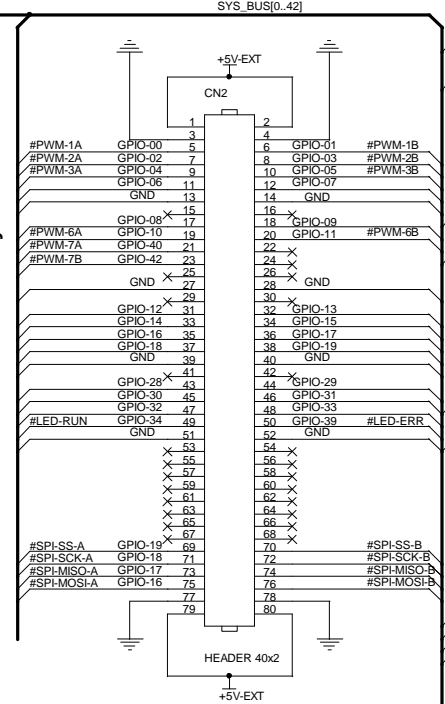 SYS_BUS[0..42]
+5V-EXT
CN2
1 2
3 4
#PWM-1A GPIO-00 5 6 GPIO-01 #PWM-1B
#PWM-2A GPIO-02 7 8 GPIO-03 #PWM-2B
#PWM-3A GPIO-04 9 10 GPIO-05 #PWM-3B
GPIO-06 11 12 GPIO-07
GND 13 14 GND
15 16
GPIO-08 17 18 GPIO-09
#PWM-6A GPIO-10 19 20 GPIO-11 #PWM-6B
#PWM-7A GPIO-40 21 22
#PWM-7B GPIO-42 23 24
25 26
GND 27 28 GND
29 30
GPIO-12 31 32 GPIO-13
GPIO-14 33 34 GPIO-15
GPIO-16 35 36 GPIO-17
GPIO-18 37 38 GPIO-19
GND 39 40 GND
41 42
GPIO-28 43 44 GPIO-29
GPIO-30 45 46 GPIO-31
GPIO-32 47 48 GPIO-33
#LED-RUN GPIO-34 49 50 GPIO-39 #LED-ERR
GND 51 52 GND
53 54
55 56
57 58
59 60
61 62
63 64
65 66
67 68
#SPI-SS-A GPIO-19 69 70 #SPI-SS-B
#SPI-SCK-A GPIO-18 71 72 #SPI-SCK-B
#SPI-MISO-A GPIO-17 73 74 #SPI-MISO-B
#SPI-MOSI-A GPIO-16 75 76 #SPI-MOSI-B
77 78
79 80
HEADER 40x2
+5V-EXT